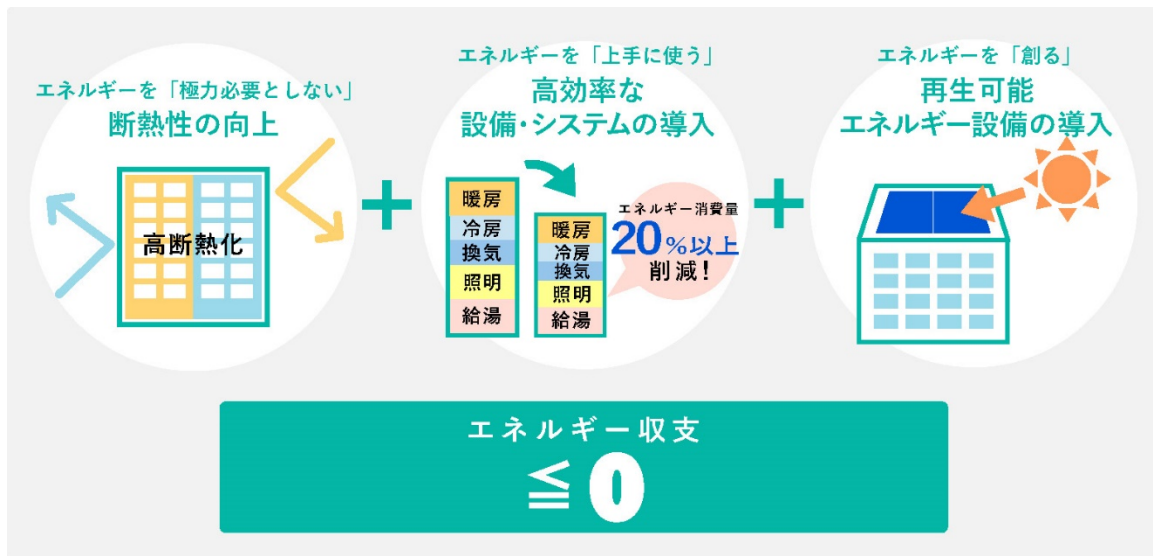 エネルギーを「極力必要としない」
断熱性の向上
高断熱化
エネルギーを「上手に使う」
高効率な
設備・システムの導入
暖房
冷房
換気
照明
給湯
暖房
冷房
換気
照明
給湯
エネルギー消費量
20%以上
削減!
エネルギーを「創る」
再生可能
エネルギー設備の導入
+
+
エネルギー収支
≦0